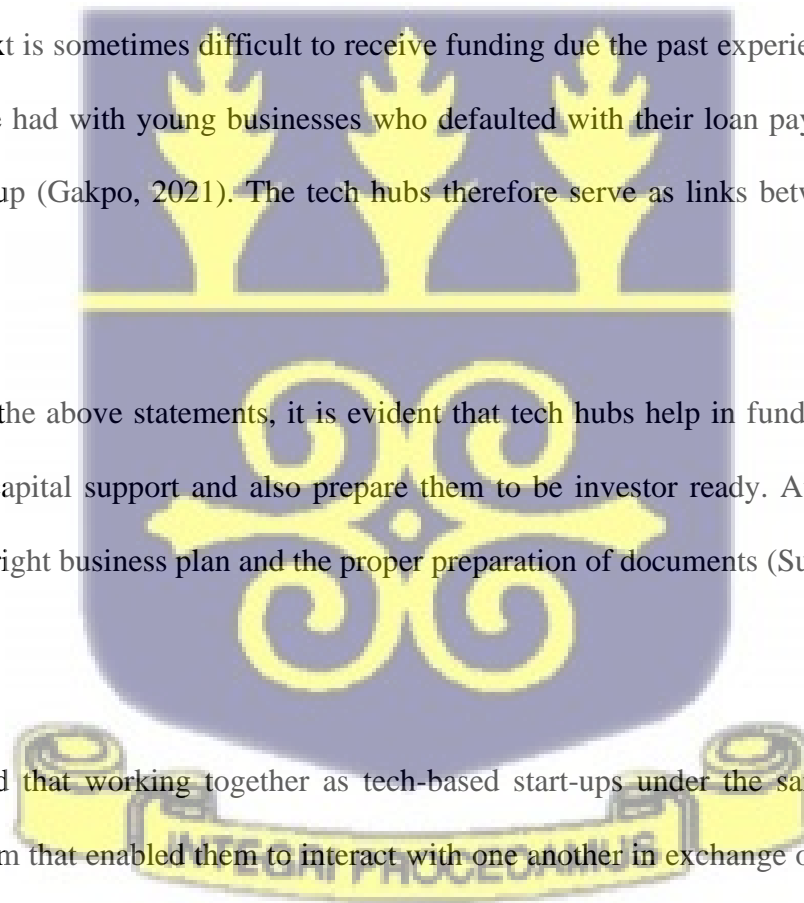 xt is sometimes difficult to receive funding due the past experie
had with young businesses who defaulted with their loan pay
up (Gakpo, 2021). The tech hubs therefore serve as links betw
the above statements, it is evident that tech hubs help in fund
apital support and also prepare them to be investor ready. A
right business plan and the proper preparation of documents (Su
d that working together as tech-based start-ups under the sa
m that enabled them to interact with one another in exchange o
INTEGRI PROCEDAMUS